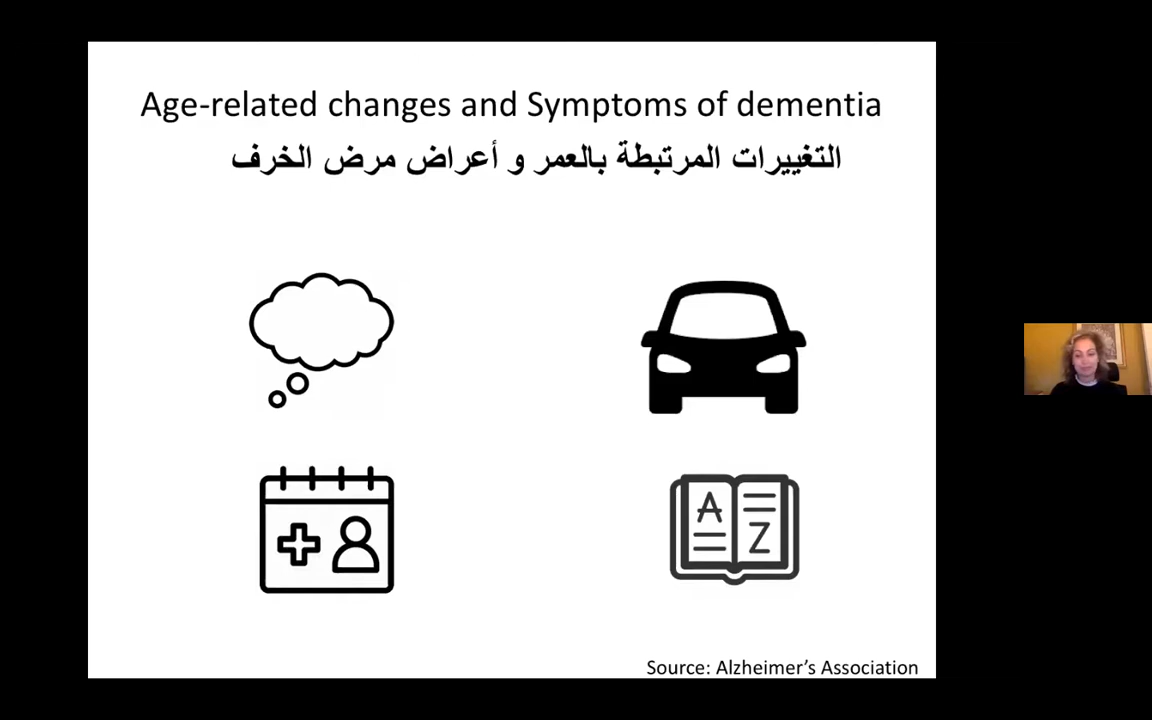 Age-related changes and Symptoms of dementia
التغييرات المرتبطة بالعمر و أعراض مرض الخرف
A
Z
Source: Alzheimer's Association